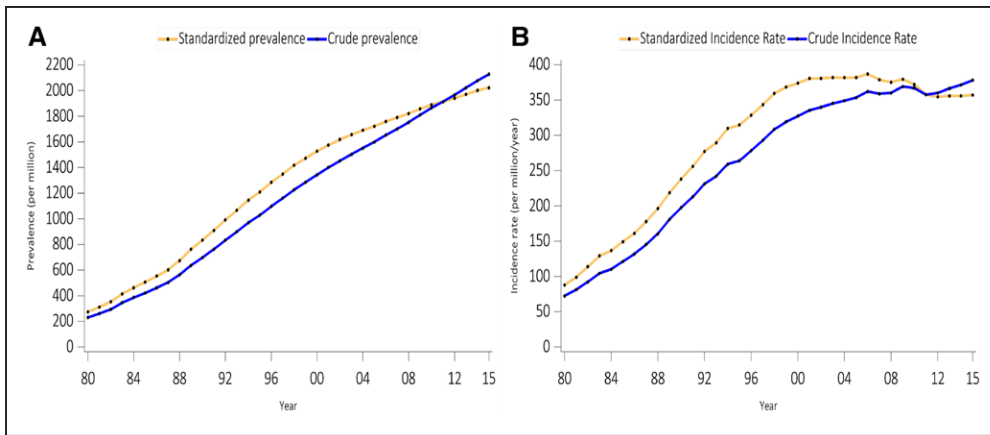 A
Standardized prevalence Crude prevalence
Prevalence (per million)
2200
2000
1800
1600
1400
1200
1000
800
600
400
200
0
80 84 88 92 96 00 04 08 12 15
Year
B
Standardized Incidence Rate Crude Incidence Rate
Incidence rate (per million/year)
400
350
300
250
200
150
100
50
0
80 84 88 92 96 00 04 08 12 15
Year